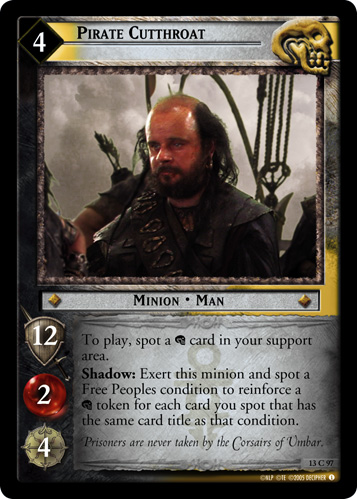 4
Pirate Cutthroat
Minion • Man
12
2
4
To play, spot a card in your support
area.
Shadow: Exert this minion and spot a
Free Peoples condition to reinforce a
token for each card you spot that has
the same card title as that condition.
Prisoners are never taken by the Corsairs of Umbar.
13 C 97
©NLP ©TE ©2005 DECIPHER